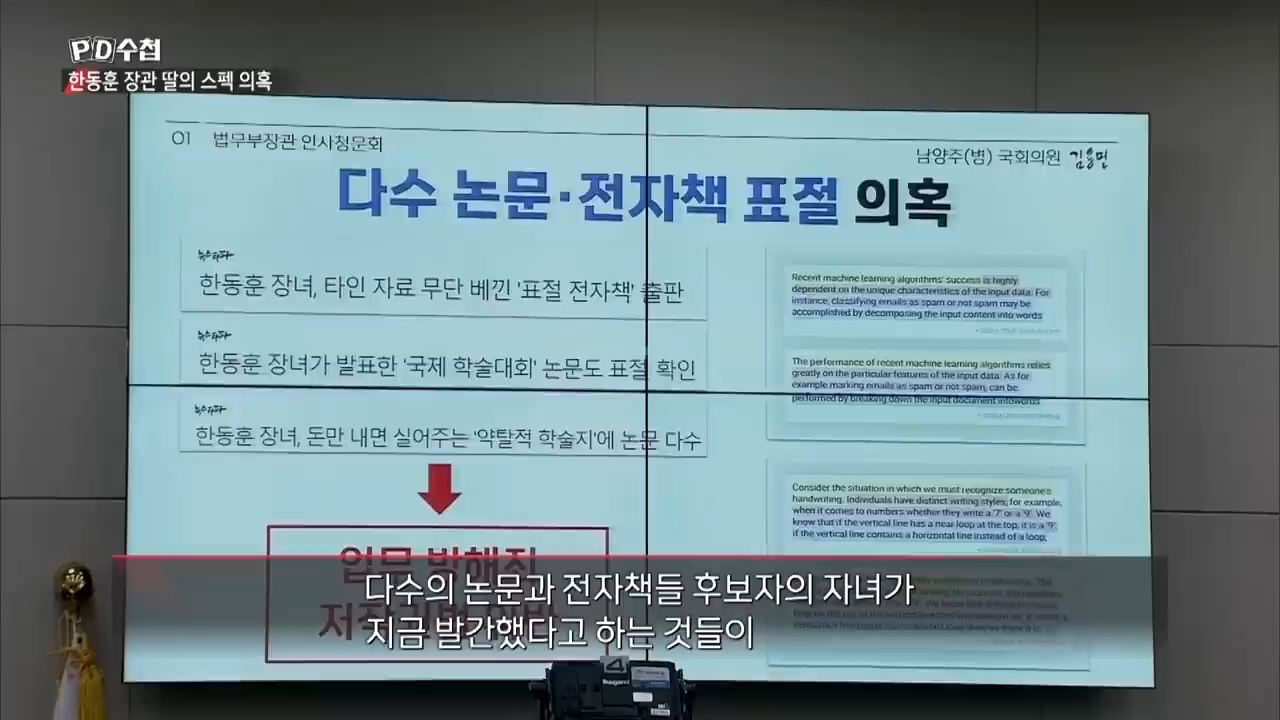 PD수첩
한동훈 장관 딸의 스펙 의혹
01 법무부장관 인사청문회
남양주(병) 국회의원 김용민
다수 논문·전자책 표절 의혹
뉴스타파
한동훈 장녀, 타인 자료 무단 베낀 '표절 전자책' 출판
뉴스타파
한동훈 장녀가 발표한 '국제 학술대회' 논문도 표절 확인
뉴스타파
한동훈 장녀, 돈만 내면 실어주는 '약탈적 학술지'에 논문 다수
Recent machine learning algorithms' success is highly
dependent on the unique characteristics of the input data. For
instance, classifying emails as spam or not spam may be
accomplished by decomposing the input content into words
The performance of recent machine learning algorithms relies
greatly on the particular features of the input data. As for
example marking emails as spam or not spam, can be
performed by breaking down the input document intowords
Consider the situation in which we must recognize someone's
handwriting. Individuals have distinct writing styles; for example,
when it comes to numbers whether they write a '7' or a '9'. We
know that if the vertical line has a near loop at the top, it is a '9'.
if the vertical line contains a horizontal line instead of a loop,
업무 방해죄
다수의 논문과 전자책들 후보자의 자녀가
지금 발간했다고 하는 것들이
4
Ikegami